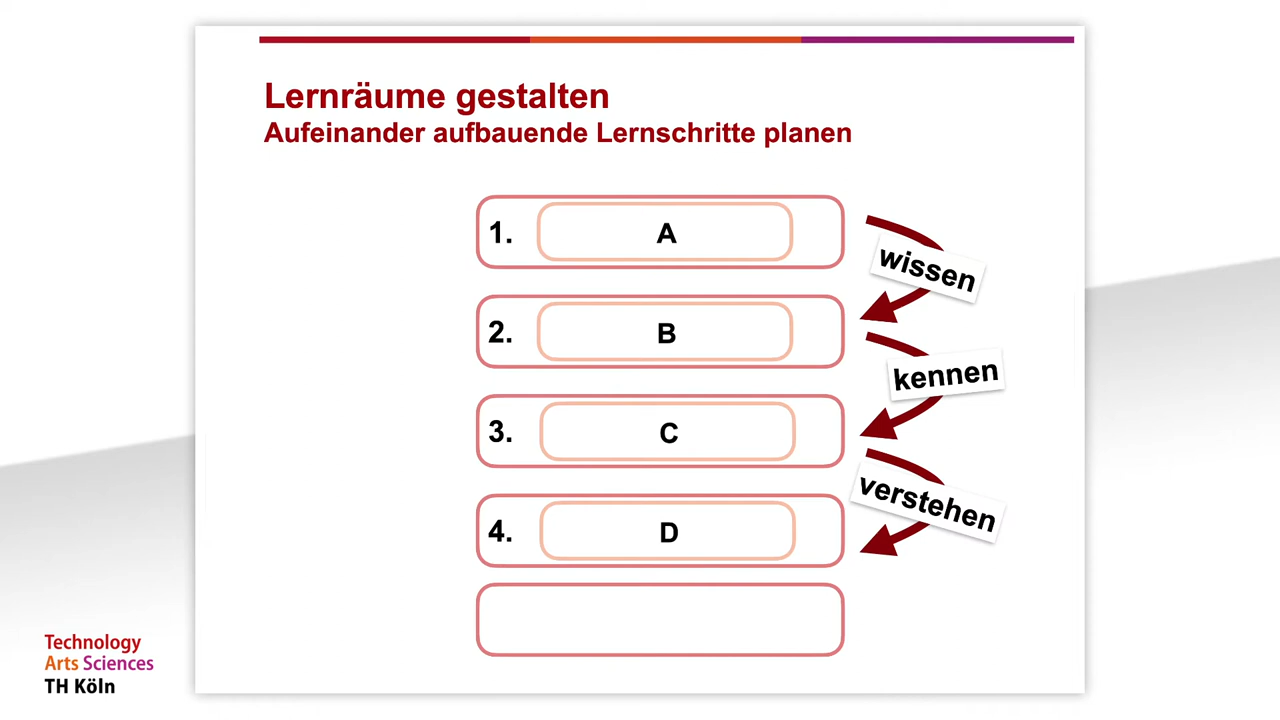 Lernräume gestalten
Aufeinander aufbauende Lernschritte planen
1.
A
wissen
2.
B
kennen
3.
C
verstehen
4.
D
Technology
Arts Sciences
TH Köln